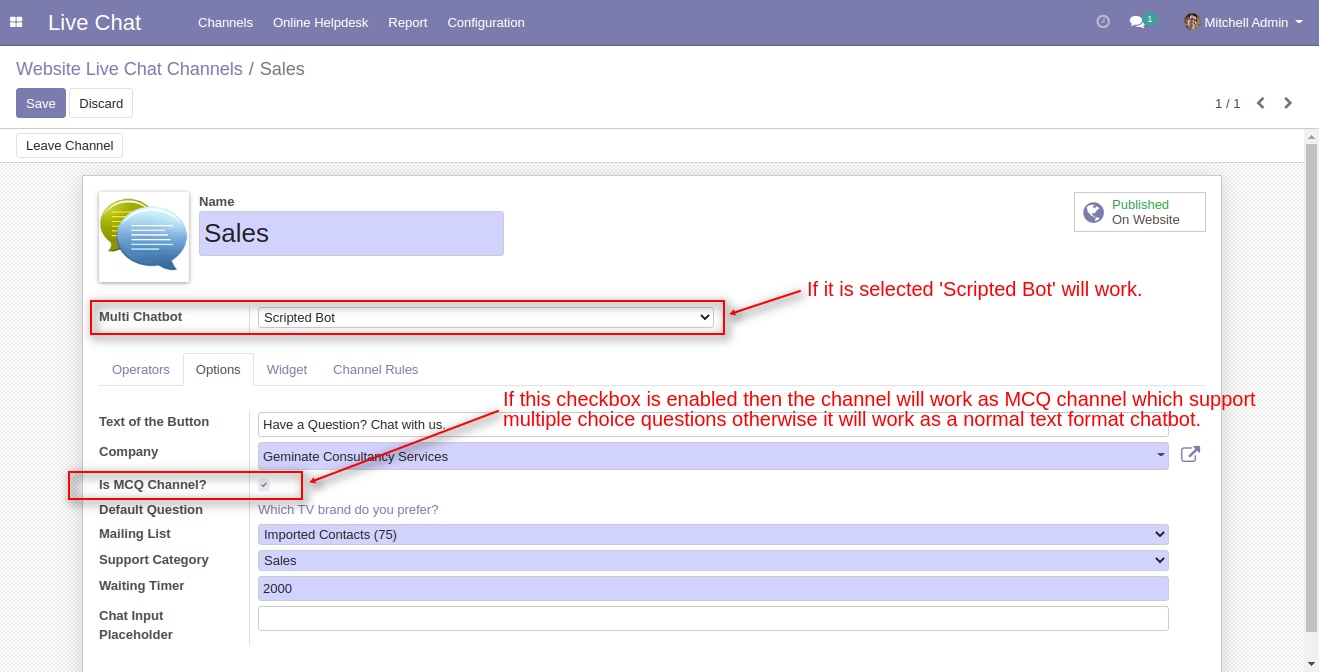 Live Chat Channels Online Helpdesk Report Configuration 1 Mitchell Admin
Website Live Chat Channels / Sales
Save Discard 1 / 1
Leave Channel
Name
Sales
Published
On Website
If it is selected 'Scripted Bot' will work.
Multi Chatbot Scripted Bot
Operators Options Widget Channel Rules
If this checkbox is enabled then the channel will work as MCQ channel which support
multiple choice questions otherwise it will work as a normal text format chatbot.
Text of the Button Have a Question? Chat with us.
Company Geminate Consultancy Services
Is MCQ Channel?
Default Question Which TV brand do you prefer?
Mailing List Imported Contacts (75)
Support Category Sales
Waiting Timer 2000
Chat Input
Placeholder